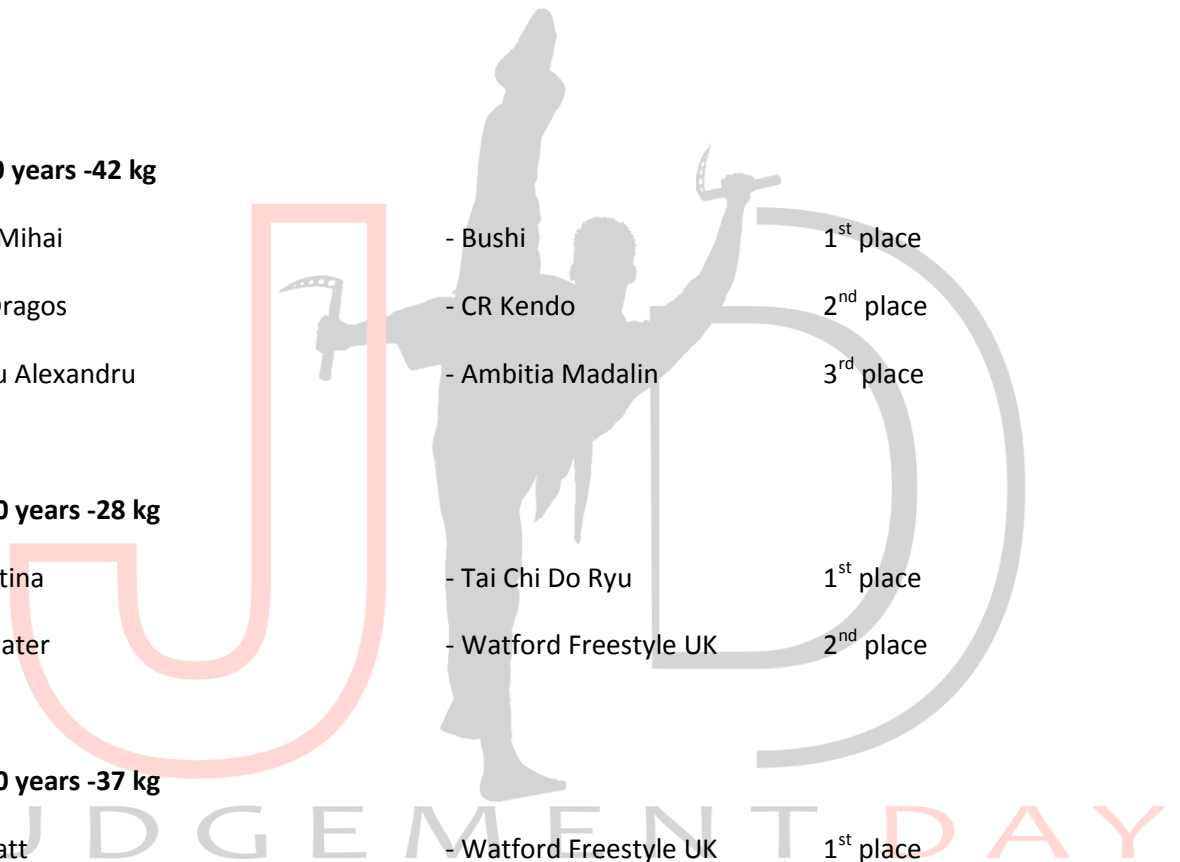 0 years -42 kg
Mihai - Bushi 1st place
Dragos - CR Kendo 2nd place
u Alexandru - Ambitia Madalin 3rd place
0 years -28 kg
tina - Tai Chi Do Ryu 1st place
ater - Watford Freestyle UK 2nd place
0 years -37 kg
att - Watford Freestyle UK 1st place
JD
JUDGEMENT DAY